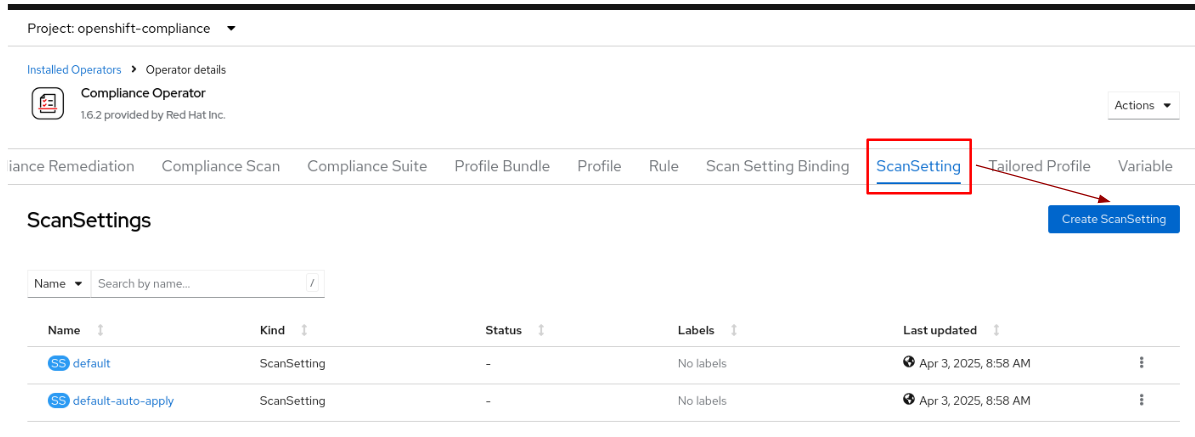 Project: openshift-compliance
Installed Operators > Operator details
Compliance Operator
1.6.2 provided by Red Hat Inc.
Actions
liance Remediation Compliance Scan Compliance Suite Profile Bundle Profile Rule Scan Setting Binding ScanSetting Tailored Profile Variable
ScanSettings
Create ScanSetting
Name Search by name... /
Name Kind Status Labels Last updated
SS default ScanSetting - No labels Apr 3, 2025, 8:58 AM
SS default-auto-apply ScanSetting - No labels Apr 3, 2025, 8:58 AM